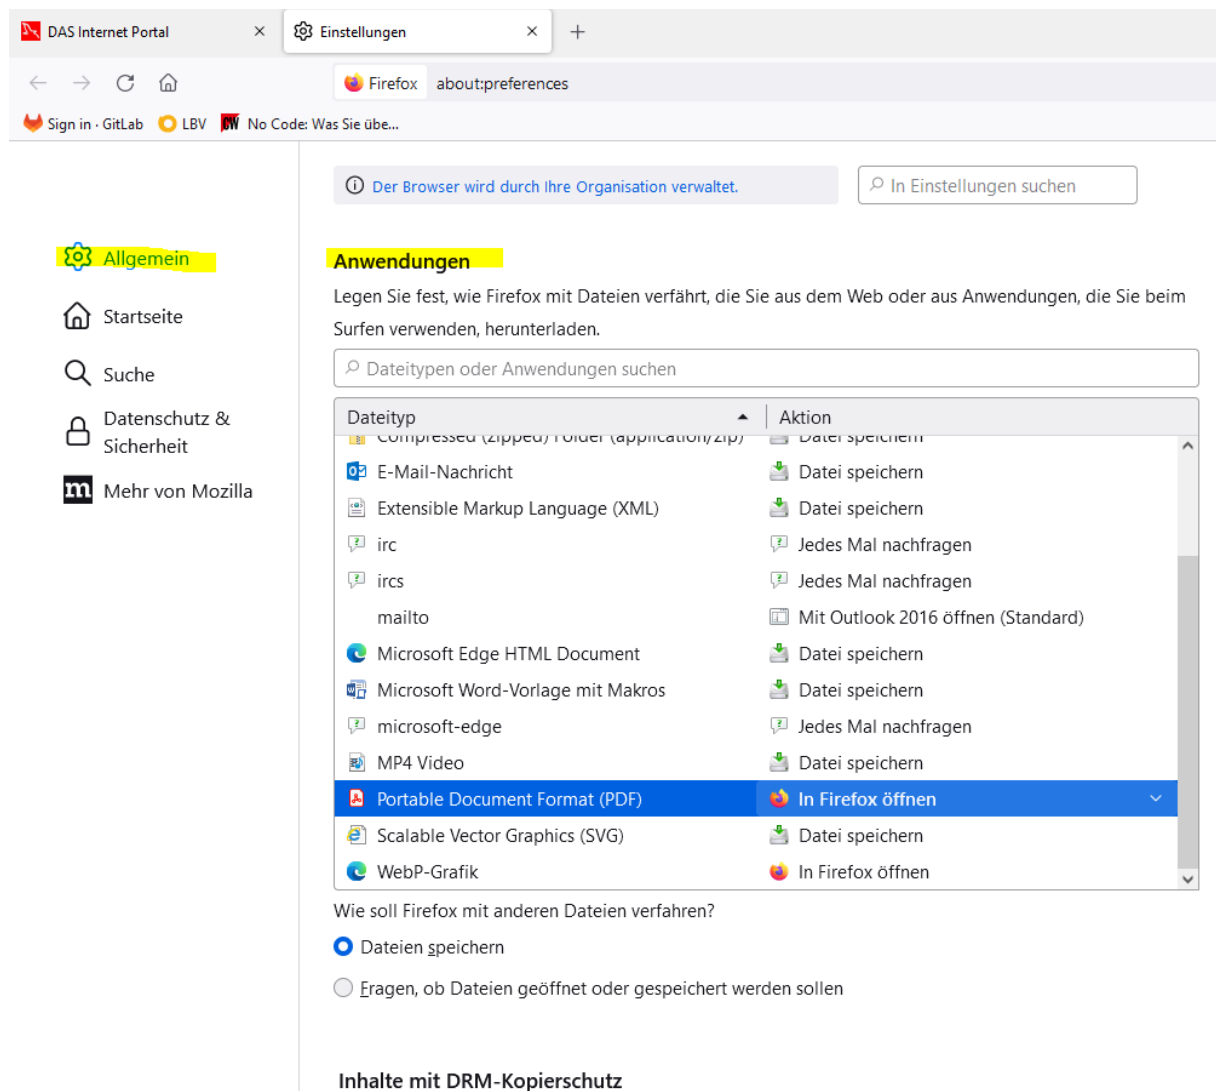 DAS Internet Portal
Einstellungen
Firefox about:preferences
Sign in · GitLab LBV No Code: Was Sie übe...
Der Browser wird durch Ihre Organisation verwaltet.
In Einstellungen suchen
Allgemein
Startseite
Suche
Datenschutz &
Sicherheit
Mehr von Mozilla
Anwendungen
Legen Sie fest, wie Firefox mit Dateien verfährt, die Sie aus dem Web oder aus Anwendungen, die Sie beim
Surfen verwenden, herunterladen.
Dateitypen oder Anwendungen suchen
Dateityp Aktion
Compressed (zipped) Folder (application/zip) Datei speichern
E-Mail-Nachricht Datei speichern
Extensible Markup Language (XML) Datei speichern
irc Jedes Mal nachfragen
ircs Jedes Mal nachfragen
mailto Mit Outlook 2016 öffnen (Standard)
Microsoft Edge HTML Document Datei speichern
Microsoft Word-Vorlage mit Makros Datei speichern
microsoft-edge Jedes Mal nachfragen
MP4 Video Datei speichern
Portable Document Format (PDF) In Firefox öffnen
Scalable Vector Graphics (SVG) Datei speichern
WebP-Grafik In Firefox öffnen
Wie soll Firefox mit anderen Dateien verfahren?
Dateien speichern
Fragen, ob Dateien geöffnet oder gespeichert werden sollen
Inhalte mit DRM-Kopierschutz